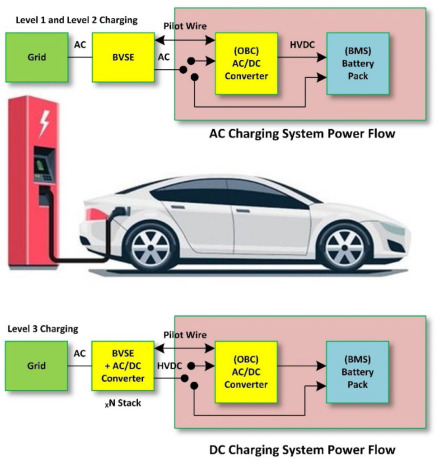 Level 1 and Level 2 Charging
Pilot Wire
Grid
AC
BVSE
AC
(OBC)
AC/DC
Converter
HVDC
(BMS)
Battery
Pack
AC Charging System Power Flow
Level 3 Charging
Pilot Wire
Grid
AC
BVSE
+ AC/DC
Converter
HVDC
(OBC)
AC/DC
Converter
(BMS)
Battery
Pack
xN Stack
DC Charging System Power Flow